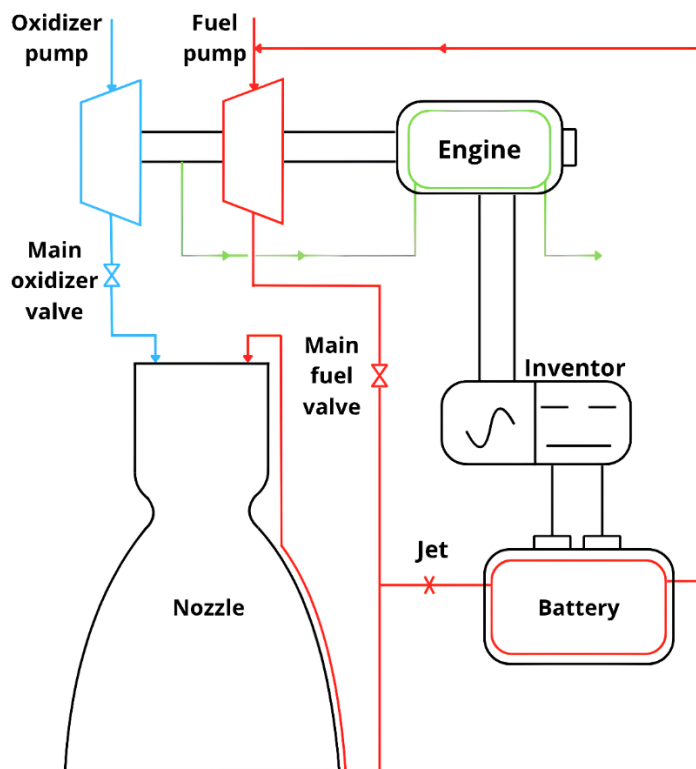 Oxidizer
pump
Fuel
pump
Engine
Main
oxidizer
valve
Main
fuel
valve
Inventor
Jet
Nozzle
Battery